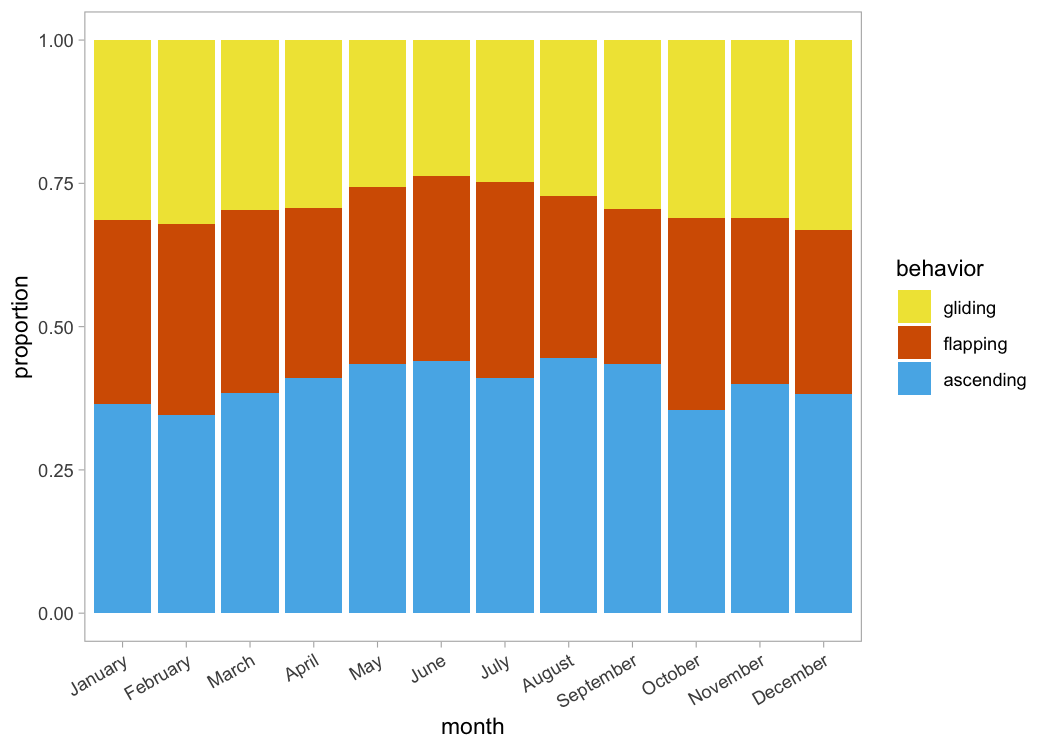 1.00
0.75
0.50
0.25
0.00
proportion
January
February
March
April
May
June
July
August
September
October
November
December
month
behavior
gliding
flapping
ascending